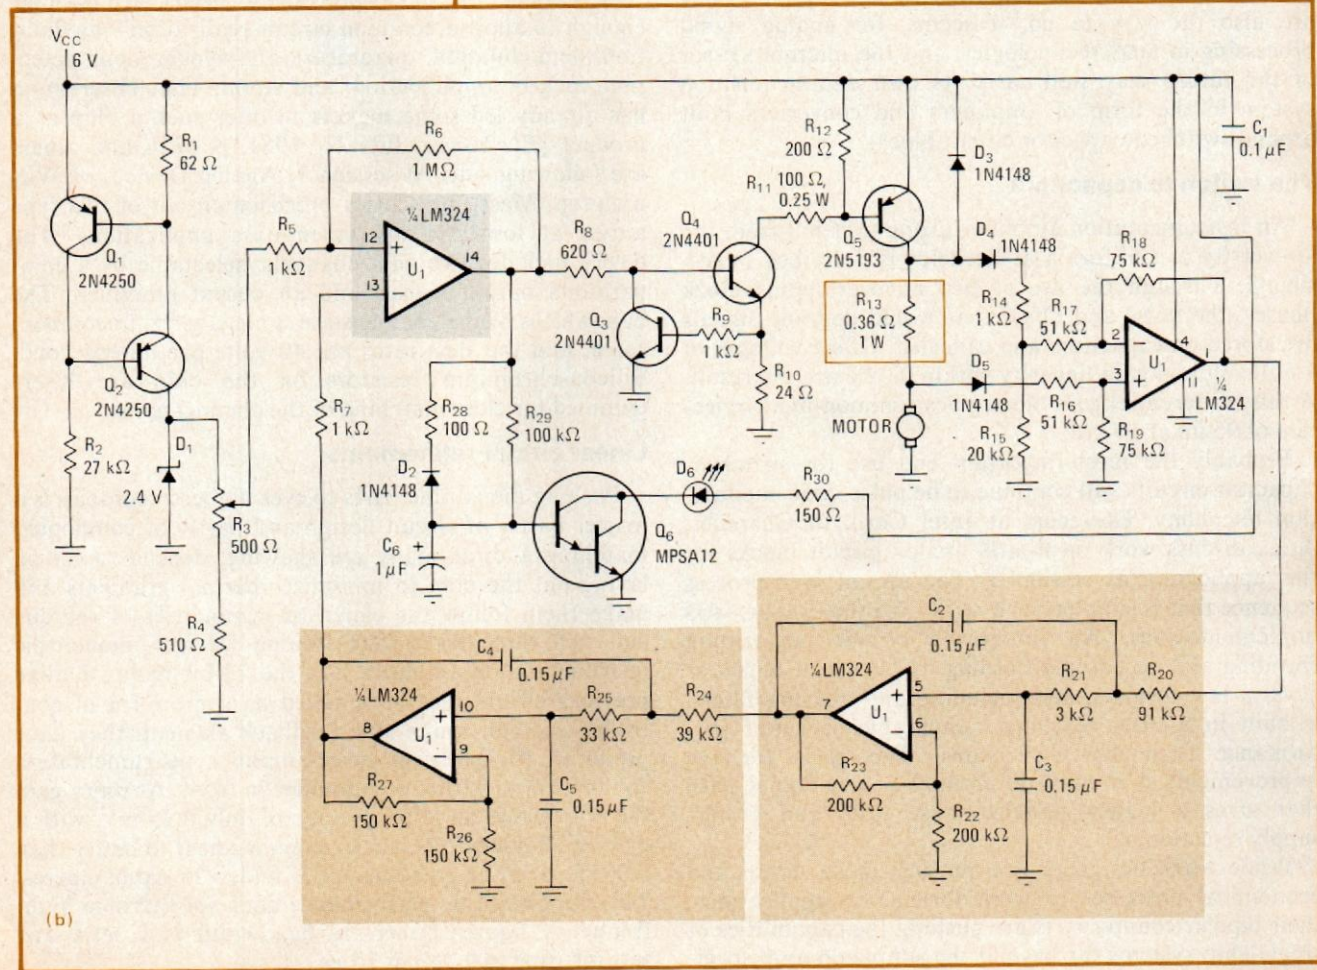 V_CC
6 V
R1
62 Ω
Q1
2N4250
Q2
2N4250
R2
27 kΩ
D1
2.4 V
R3
500 Ω
R4
510 Ω
R5
1 kΩ
R6
1 MΩ
¼LM324
12
+
13
−
U1
14
R7
1 kΩ
R28
100 Ω
D2
1N4148
C6
+
1 μF
R29
100 kΩ
R8
620 Ω
Q3
2N4401
Q4
2N4401
R9
1 kΩ
R10
24 Ω
R11
100 Ω,
0.25 W
R12
200 Ω
Q5
2N5193
D3
1N4148
D4
1N4148
R13
0.36 Ω
1 W
R14
1 kΩ
R17
51 kΩ
R18
75 kΩ
C1
0.1 μF
D5
1N4148
MOTOR
R15
20 kΩ
R16
51 kΩ
R19
75 kΩ
2
−
3
+
U1
4
1
11
¼
LM324
D6
R30
150 Ω
Q6
MPSA12
C4
0.15 μF
¼LM324
8
U1
+
10
−
9
R25
33 kΩ
R24
39 kΩ
R27
150 kΩ
R26
150 kΩ
C5
0.15 μF
C2
0.15 μF
¼LM324
7
U1
+
5
−
6
R21
3 kΩ
R20
91 kΩ
R23
200 kΩ
R22
200 kΩ
C3
0.15 μF
(b)